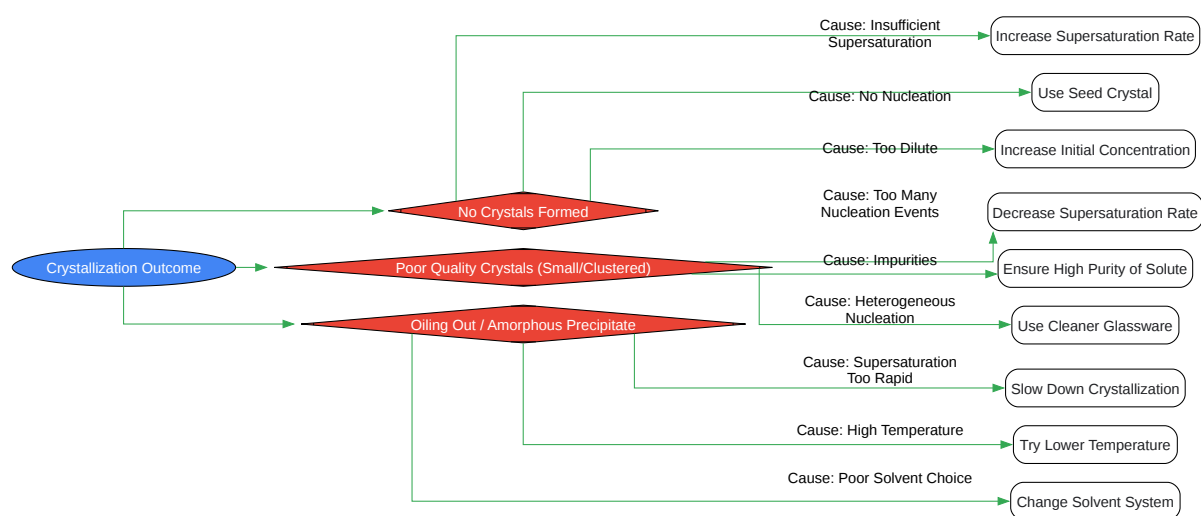 Cause: Insufficient
Supersaturation
Increase Supersaturation Rate
Cause: No Nucleation
Use Seed Crystal
Cause: Too Dilute
Increase Initial Concentration
No Crystals Formed
Cause: Too Many
Nucleation Events
Decrease Supersaturation Rate
Crystallization Outcome
Poor Quality Crystals (Small/Clustered)
Cause: Impurities
Ensure High Purity of Solute
Cause: Heterogeneous
Nucleation
Use Cleaner Glassware
Oiling Out / Amorphous Precipitate
Cause: Supersaturation
Too Rapid
Slow Down Crystallization
Cause: High Temperature
Try Lower Temperature
Cause: Poor Solvent Choice
Change Solvent System